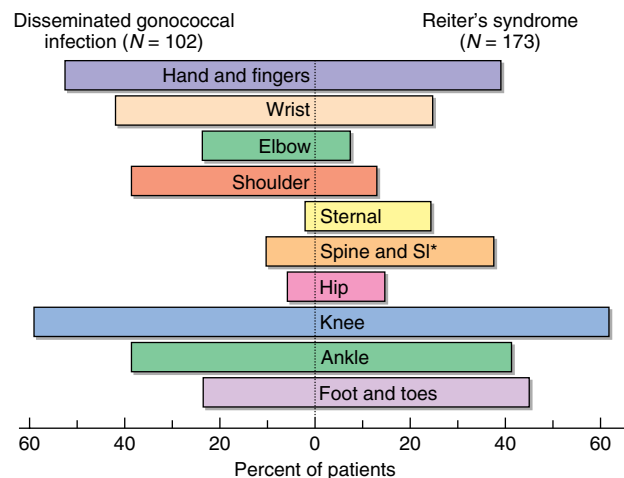 Disseminated gonococcal
infection (N = 102)
Reiter’s syndrome
(N = 173)
Hand and fingers
Wrist
Elbow
Shoulder
Sternal
Spine and SI*
Hip
Knee
Ankle
Foot and toes
60 40 20 0 20 40 60
Percent of patients